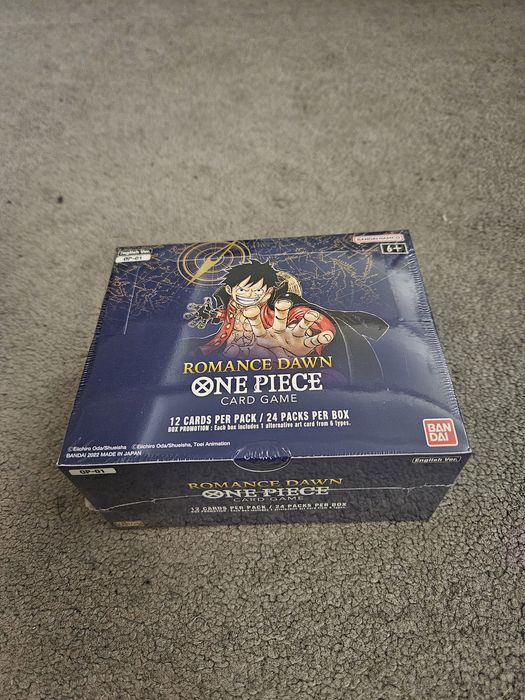 English Ver.
OP-01
BANDAI NAMCO
6+
ROMANCE DAWN
ONE PIECE
CARD GAME
12 CARDS PER PACK / 24 PACKS PER BOX
BOX PROMOTION : Each box includes 1 alternative art card from 6 types.
©Eiichiro Oda/Shueisha ©Eiichiro Oda/Shueisha, Toei Animation
BANDAI 2022 MADE IN JAPAN
BAN
DAI
OP-01
English Ver.
ROMANCE DAWN
ONE PIECE
CARD GAME
12 CARDS PER PACK / 24 PACKS PER BOX